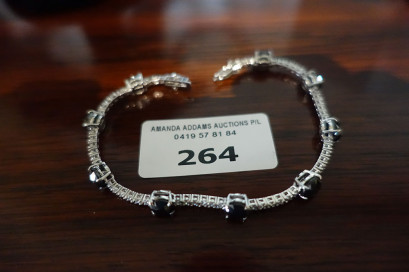 AMANDA ADDAMS AUCTIONS P/L
0419 57 81 84
264